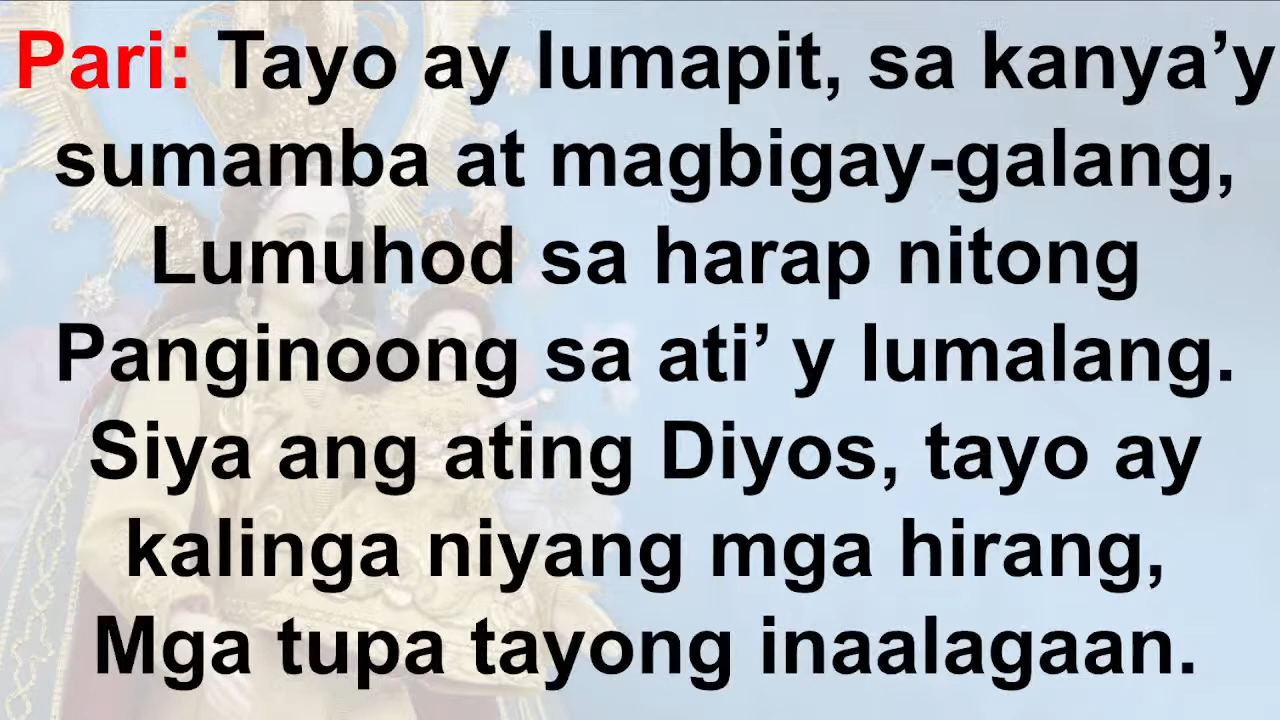 Pari: Tayo ay lumapit, sa kanya’y
sumamba at magbigay-galang,
Lumuhod sa harap nitong
Panginoong sa ati’ y lumalang.
Siya ang ating Diyos, tayo ay
kalinga niyang mga hirang,
Mga tupa tayong inaalagaan.